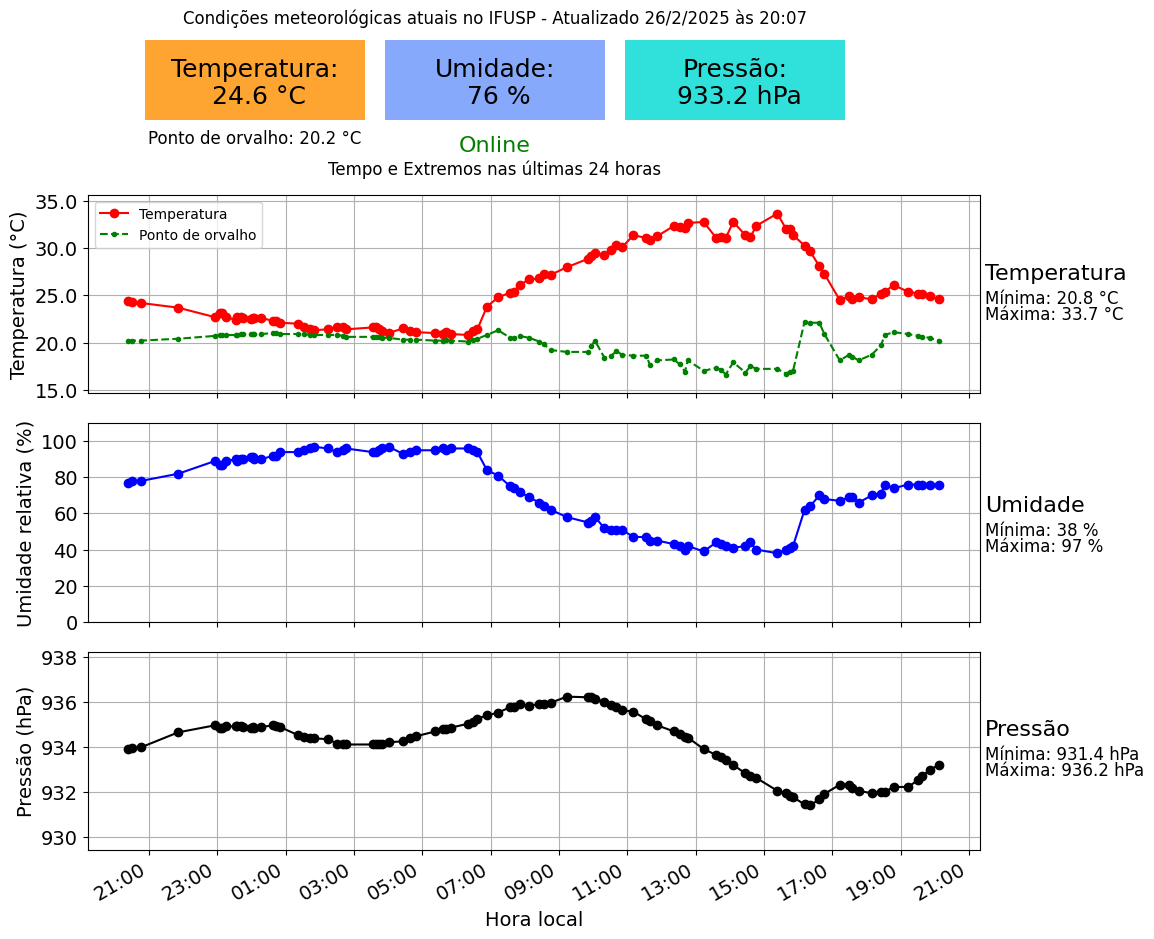 Condições meteorológicas atuais no IFUSP - Atualizado 26/2/2025 às 20:07
Temperatura:
24.6 °C
Umidade:
76 %
Pressão:
933.2 hPa
Ponto de orvalho: 20.2 °C
Online
Tempo e Extremos nas últimas 24 horas
Temperatura (°C)
35.0
30.0
25.0
20.0
15.0
Temperatura
Ponto de orvalho
Temperatura
Mínima: 20.8 °C
Máxima: 33.7 °C
Umidade relativa (%)
100
80
60
40
20
0
Umidade
Mínima: 38 %
Máxima: 97 %
Pressão (hPa)
938
936
934
932
930
Pressão
Mínima: 931.4 hPa
Máxima: 936.2 hPa
21:00 23:00 01:00 03:00 05:00 07:00 09:00 11:00 13:00 15:00 17:00 19:00 21:00
Hora local